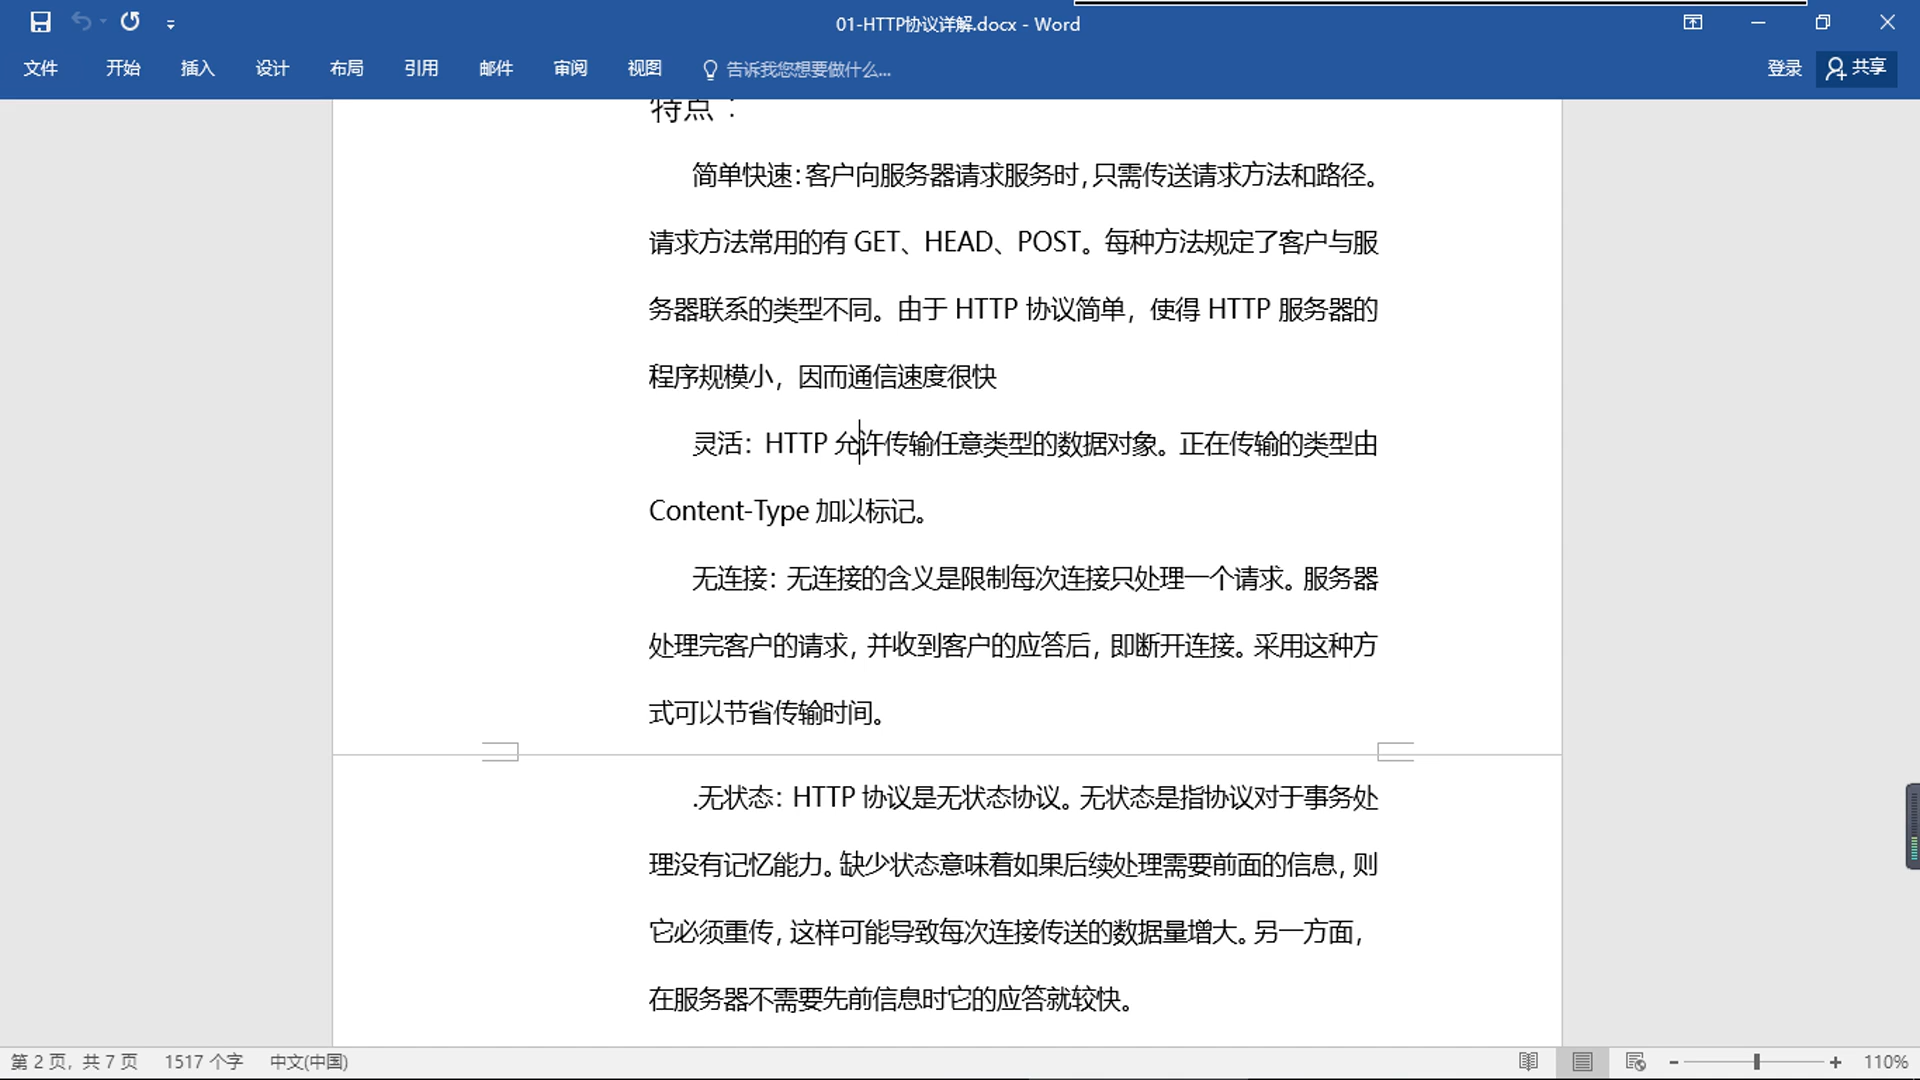 01-HTTP协议详解.docx - Word
文件 开始 插入 设计 布局 引用 邮件 审阅 视图 告诉我您想要做什么... 登录 共享
特点：
简单快速：客户向服务器请求服务时，只需传送请求方法和路径。
请求方法常用的有 GET、HEAD、POST。每种方法规定了客户与服
务器联系的类型不同。由于 HTTP 协议简单，使得 HTTP 服务器的
程序规模小，因而通信速度很快
灵活：HTTP 允许传输任意类型的数据对象。正在传输的类型由
Content-Type 加以标记。
无连接：无连接的含义是限制每次连接只处理一个请求。服务器
处理完客户的请求，并收到客户的应答后，即断开连接。采用这种方
式可以节省传输时间。
.无状态：HTTP 协议是无状态协议。无状态是指协议对于事务处
理没有记忆能力。缺少状态意味着如果后续处理需要前面的信息，则
它必须重传，这样可能导致每次连接传送的数据量增大。另一方面，
在服务器不需要先前信息时它的应答就较快。
第 2 页，共 7 页 1517 个字 中文(中国) 110%